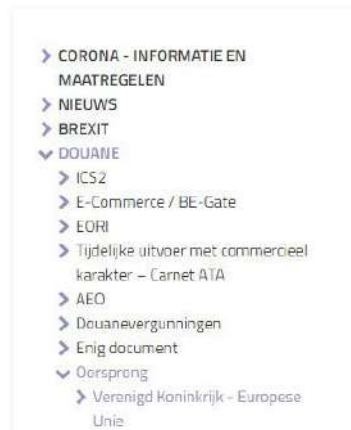 CORONA - INFORMATIE EN
MAATREGELEN
NIEUWS
BREXIT
DOUANE
ICS2
E-Commerce / BE-Gate
EORI
Tijdelijke uitvoer met commercieel
karakter – Carnet ATA
AEO
Douanevergunningen
Enig document
Oorsprong
Verenigd Koninkrijk - Europese
Unie